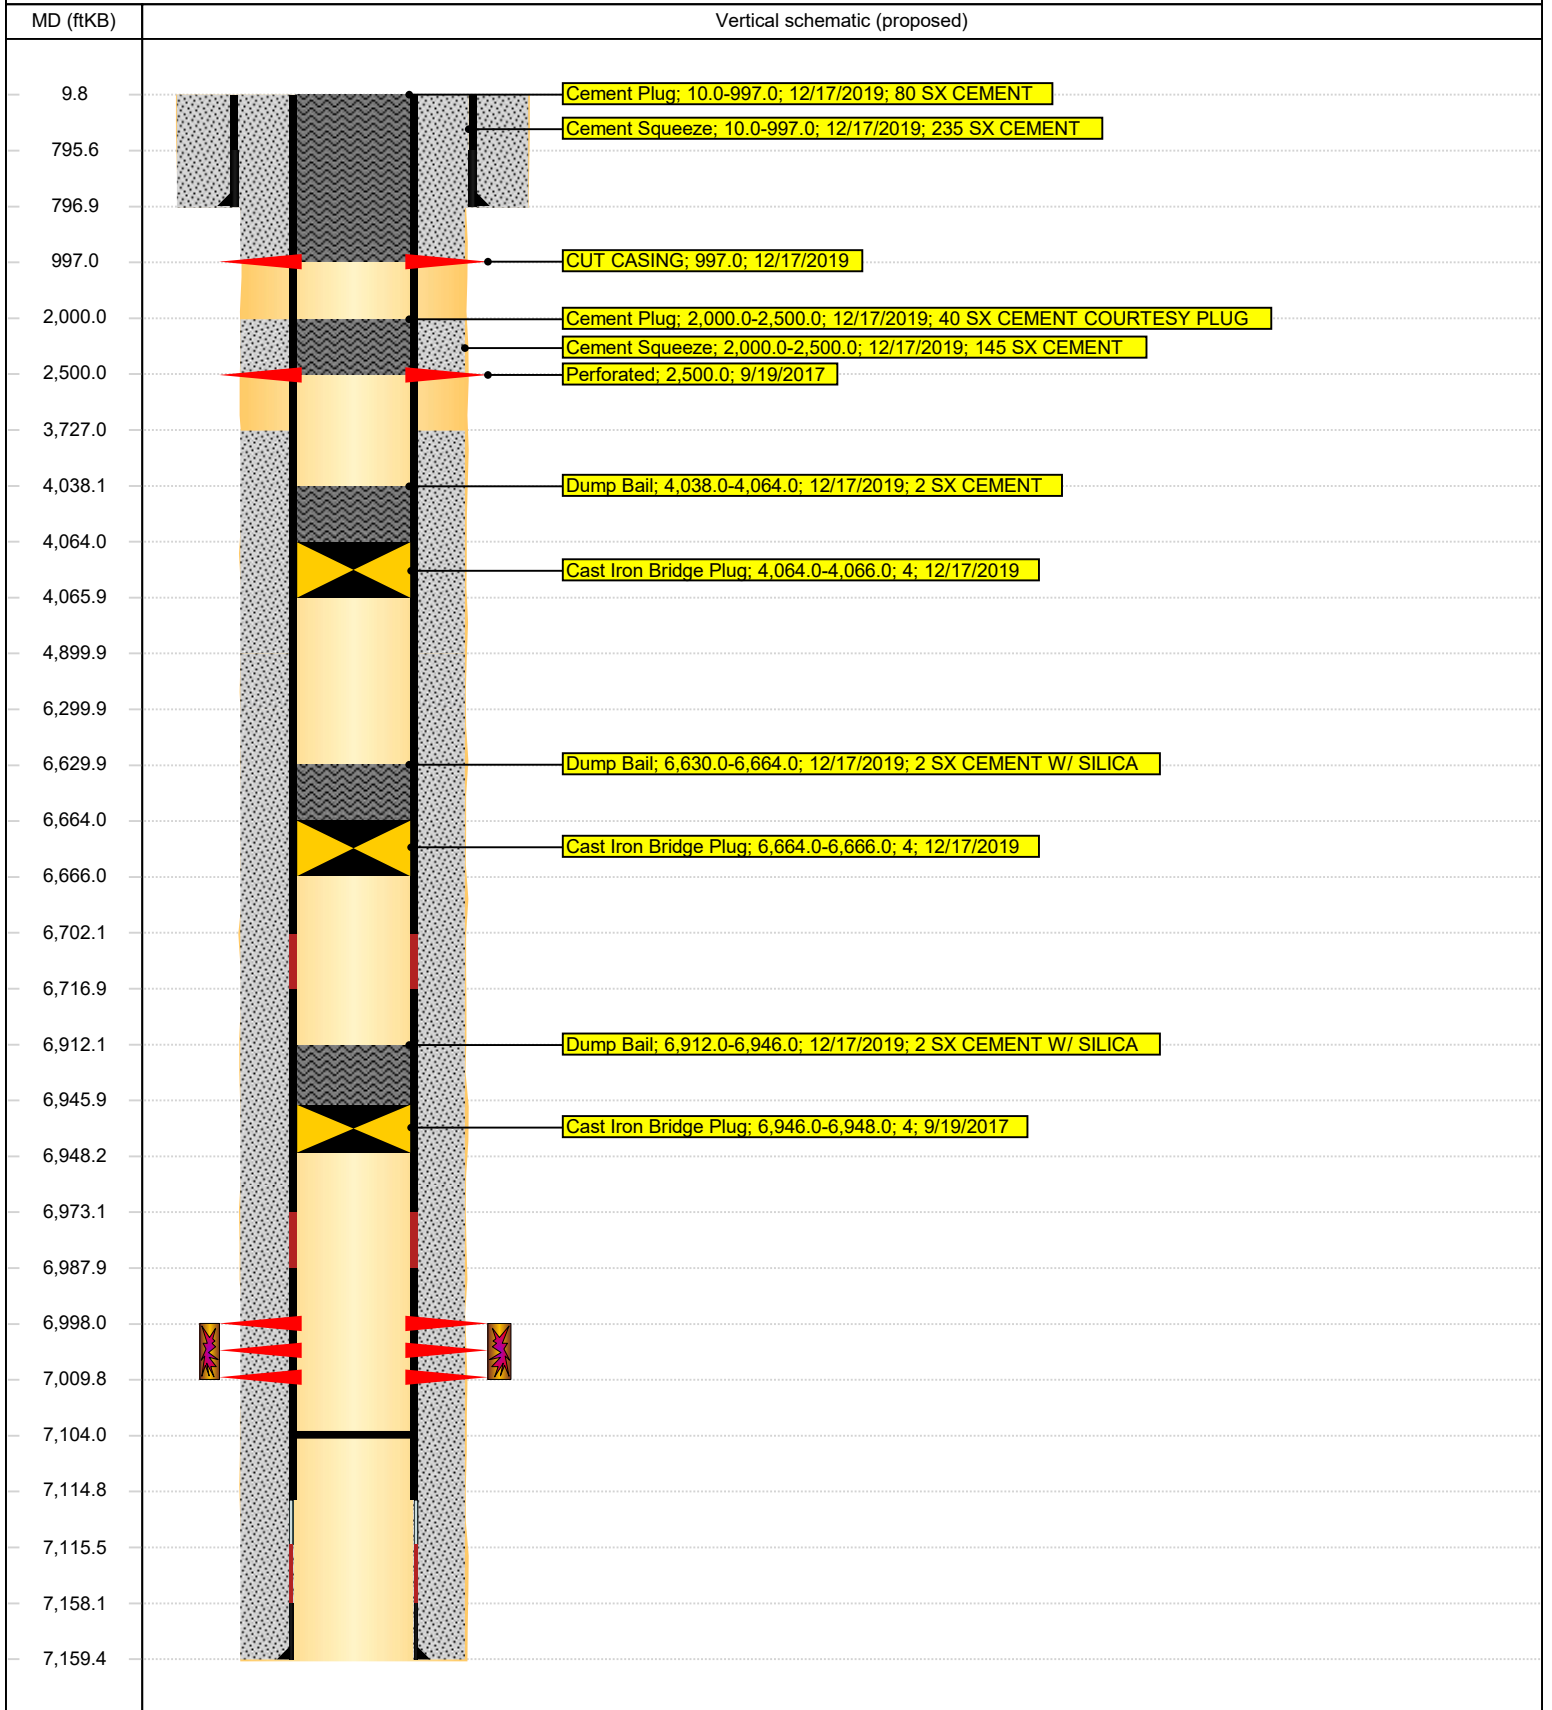 MD (ftKB)
Vertical schematic (proposed)
9.8
Cement Plug; 10.0-997.0; 12/17/2019; 80 SX CEMENT
Cement Squeeze; 10.0-997.0; 12/17/2019; 235 SX CEMENT
795.6
796.9
997.0
CUT CASING; 997.0; 12/17/2019
2,000.0
Cement Plug; 2,000.0-2,500.0; 12/17/2019; 40 SX CEMENT COURTESY PLUG
Cement Squeeze; 2,000.0-2,500.0; 12/17/2019; 145 SX CEMENT
2,500.0
Perforated; 2,500.0; 9/19/2017
3,727.0
4,038.1
Dump Bail; 4,038.0-4,064.0; 12/17/2019; 2 SX CEMENT
4,064.0
Cast Iron Bridge Plug; 4,064.0-4,066.0; 4; 12/17/2019
4,065.9
4,899.9
6,299.9
6,629.9
Dump Bail; 6,630.0-6,664.0; 12/17/2019; 2 SX CEMENT W/ SILICA
6,664.0
Cast Iron Bridge Plug; 6,664.0-6,666.0; 4; 12/17/2019
6,666.0
6,702.1
6,716.9
6,912.1
Dump Bail; 6,912.0-6,946.0; 12/17/2019; 2 SX CEMENT W/ SILICA
6,945.9
Cast Iron Bridge Plug; 6,946.0-6,948.0; 4; 9/19/2017
6,948.2
6,973.1
6,987.9
6,998.0
7,009.8
7,104.0
7,114.8
7,115.5
7,158.1
7,159.4